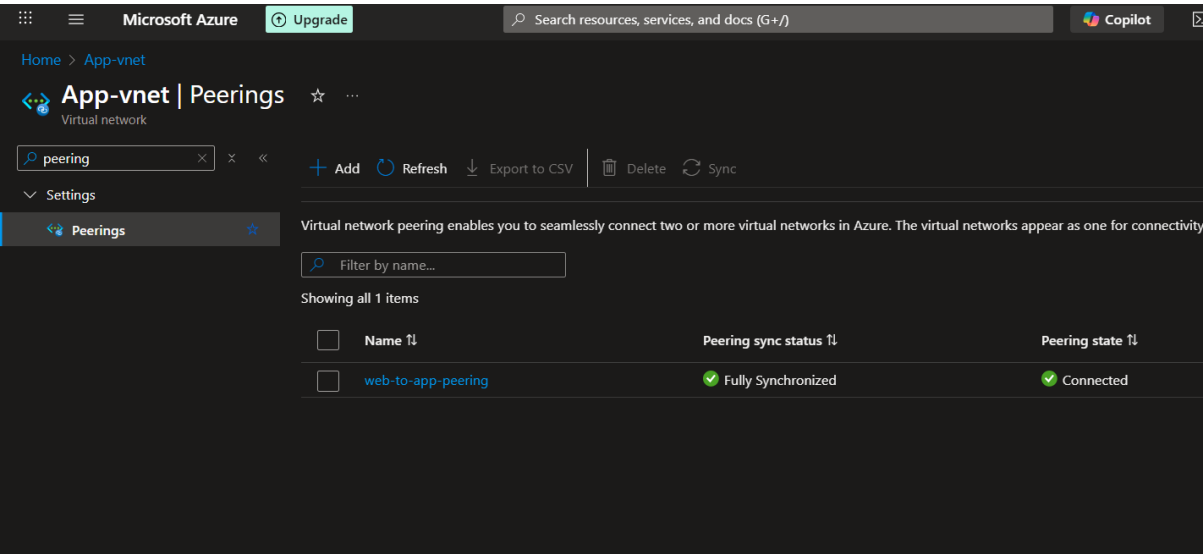 Microsoft Azure
Upgrade
Search resources, services, and docs (G+/)
Copilot
Home > App-vnet
App-vnet | Peerings
Virtual network
peering
Add
Refresh
Export to CSV
Delete
Sync
Settings
Peerings
Virtual network peering enables you to seamlessly connect two or more virtual networks in Azure. The virtual networks appear as one for connectivity
Filter by name...
Showing all 1 items
Name Peering sync status Peering state
web-to-app-peering Fully Synchronized Connected